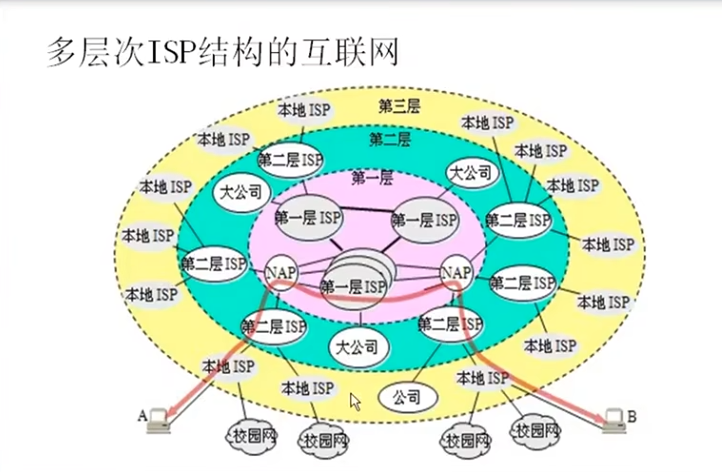 多层次ISP结构的互联网
第三层
本地 ISP
本地 ISP
本地 ISP
第二层
本地 ISP
第二层 ISP
大公司
第一层
本地 ISP
大公司
本地 ISP
第一层 ISP
第一层 ISP
第二层 ISP
本地 ISP
本地 ISP
第二层 ISP
NAP
NAP
第一层 ISP
第二层 ISP
本地 ISP
本地 ISP
第二层 ISP
第二层 ISP
大公司
本地 ISP
本地 ISP
本地 ISP
本地 ISP
公司
A
B
校园网
校园网
校园网
校园网